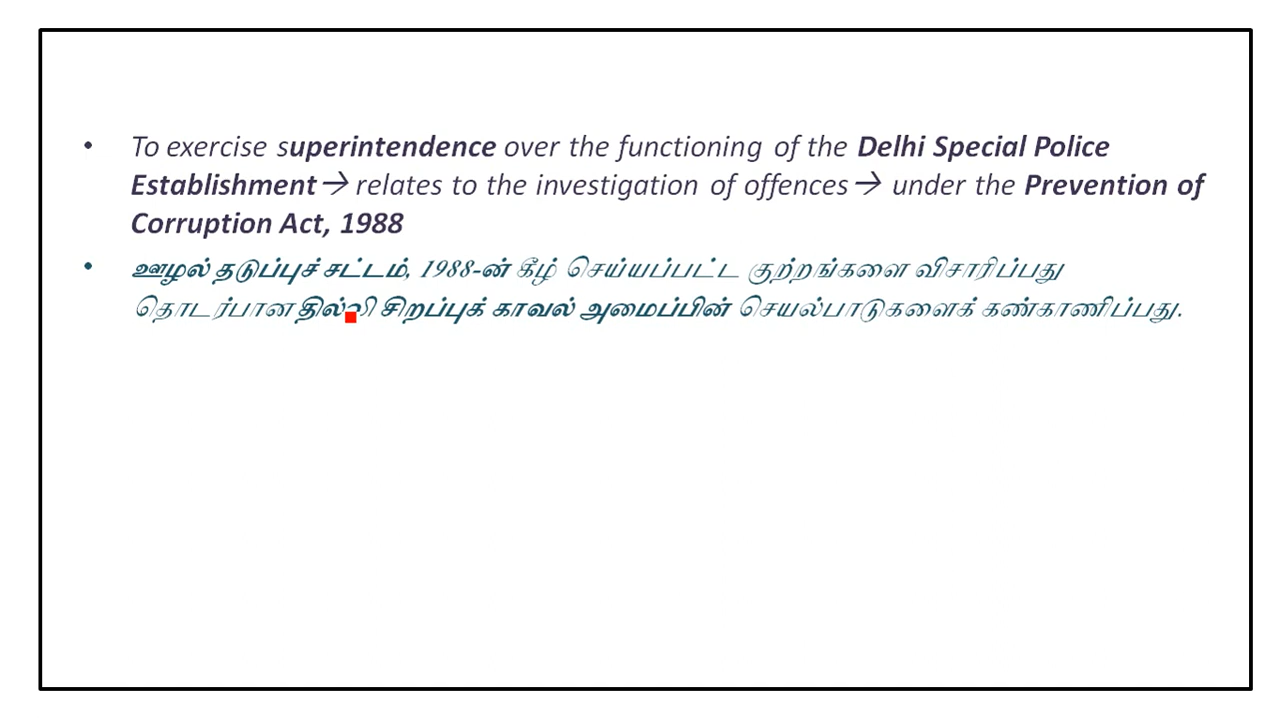 • To exercise superintendence over the functioning of the Delhi Special Police
Establishment→ relates to the investigation of offences→ under the Prevention of
Corruption Act, 1988
• ஊழல் தடுப்புச் சட்டம், 1988-ன் கீழ் செய்யப்பட்ட குற்றங்களை விசாரிப்பது
தொடர்பான தில்லி சிறப்புக் காவல் அமைப்பின் செயல்பாடுகளைக் கண்காணிப்பது.